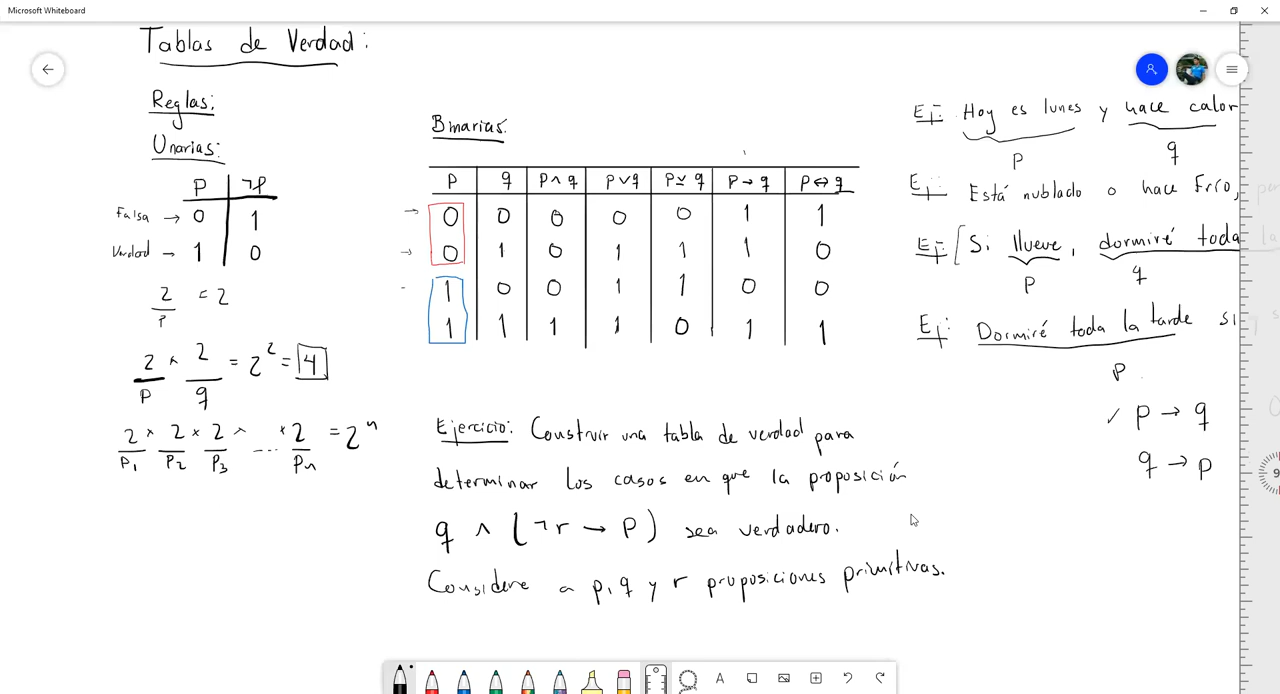 Microsoft Whiteboard
Tablas de Verdad:
Reglas:
Unarias:
p ¬p
Falsa → 0 1
Verdad → 1 0
2/p = 2
2/p × 2/q = 2² = 4
2/p₁ × 2/p₂ × 2/p₃ × ... × 2/pₙ = 2ⁿ
Binarias:
p q p ∧ q p ∨ q p ⊻ q p → q p ↔ q
→ 0 0 0 0 0 1 1
→ 0 1 0 1 1 1 0
1 0 0 1 1 0 0
1 1 1 1 0 1 1
Ejercicio: Construir una tabla de verdad para
determinar los casos en que la proposición
q ∧ (¬r → p) sea verdadero.
Considere a p, q y r proposiciones primitivas.
Ej: Hoy es lunes y hace calor
p q
Ej: Está nublado o hace frío,
Ej: [Si llueve, dormiré toda la
p q
Ej: Dormiré toda la tarde si
p
✓ p → q
q → p
A